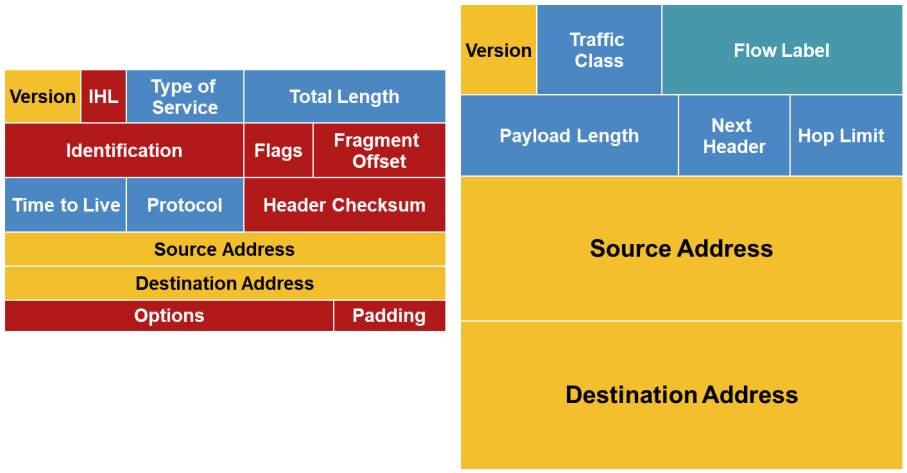 Version IHL Type of
Service Total Length
Identification Flags Fragment
Offset
Time to Live Protocol Header Checksum
Source Address
Destination Address
Options Padding
Version Traffic
Class Flow Label
Payload Length Next
Header Hop Limit
Source Address
Destination Address